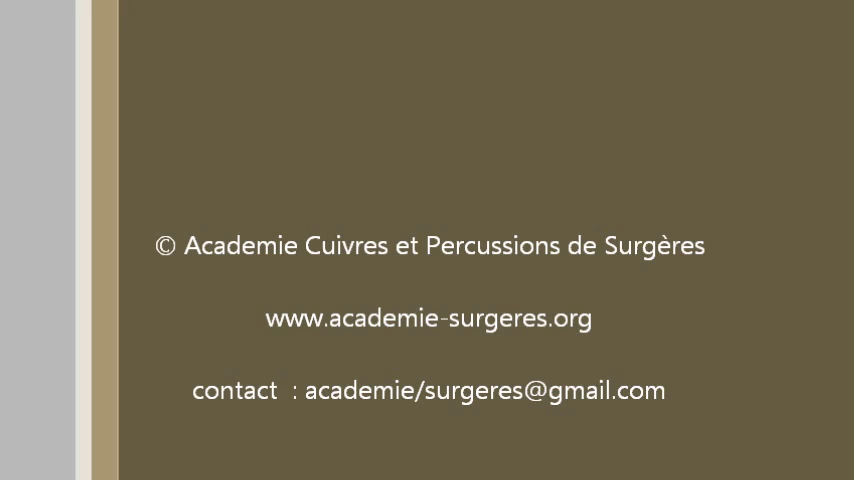 © Academie Cuivres et Percussions de Surgères
www.academie-surgeres.org
contact  : academie/surgeres@gmail.com